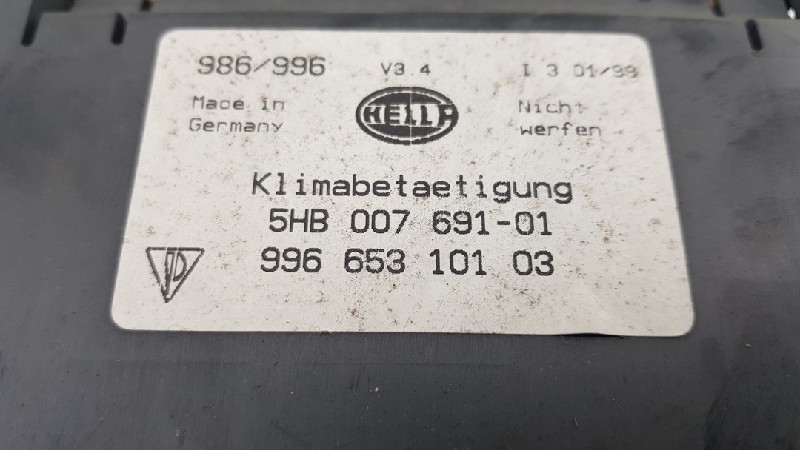 986/996 V3.4 I 3 01/99
Made in Germany
HELLA
Nicht werfen
Klimabetaetigung
5HB 007 691-01
996 653 101 03